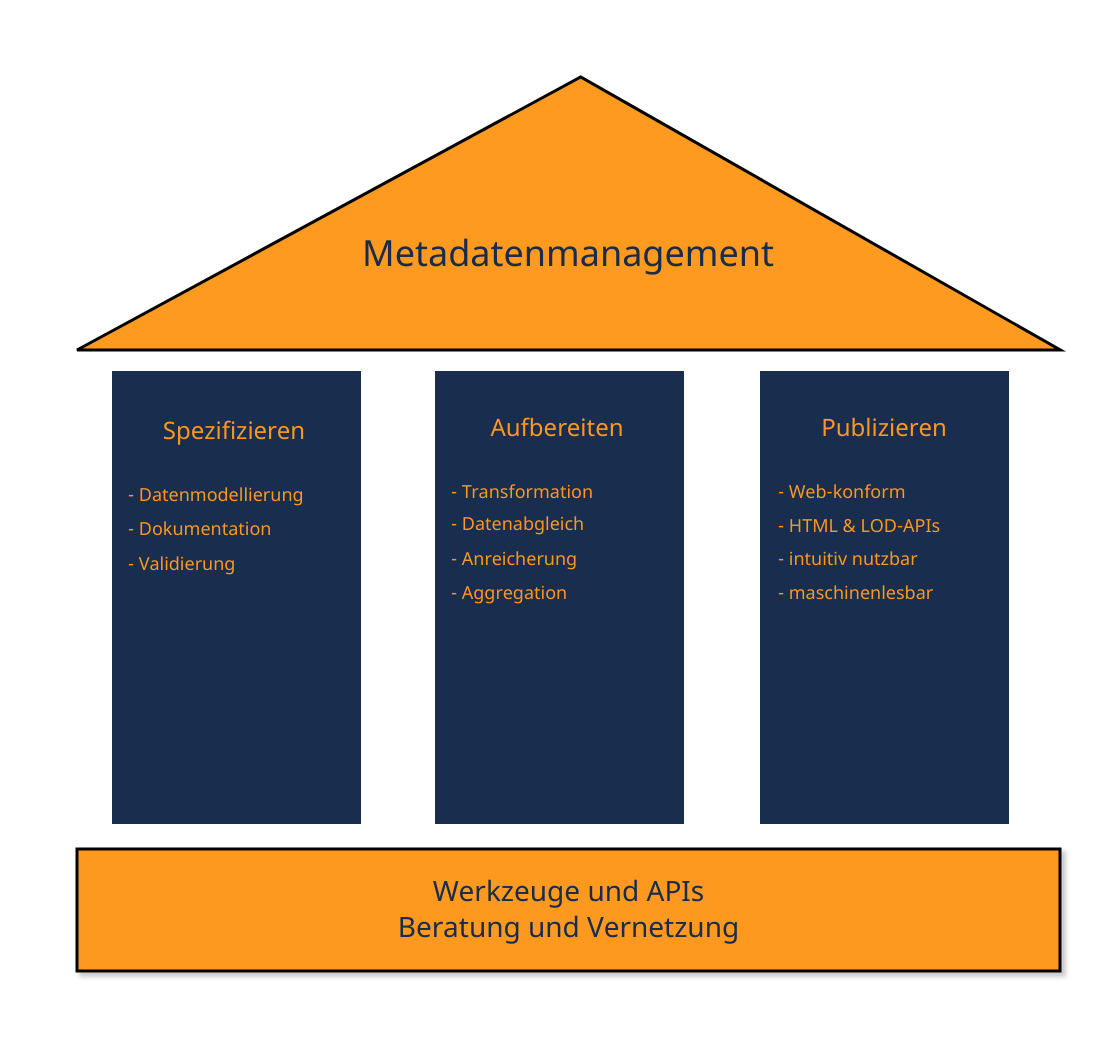 Metadatenmanagement
Spezifizieren
- Datenmodellierung
- Dokumentation
- Validierung
Aufbereiten
- Transformation
- Datenabgleich
- Anreicherung
- Aggregation
Publizieren
- Web-konform
- HTML & LOD-APIs
- intuitiv nutzbar
- maschinenlesbar
Werkzeuge und APIs
Beratung und Vernetzung